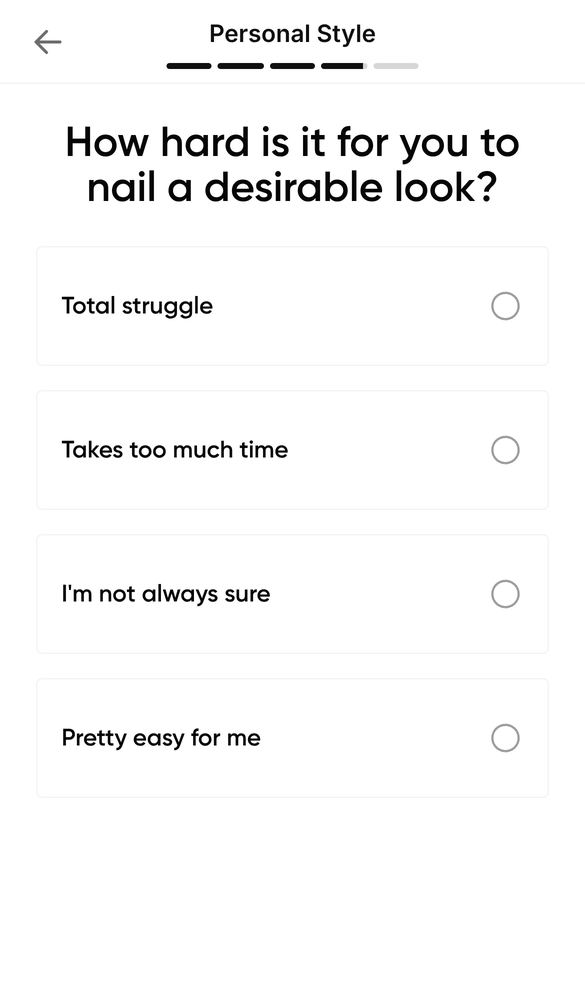 Personal Style
How hard is it for you to
nail a desirable look?
Total struggle
Takes too much time
I'm not always sure
Pretty easy for me